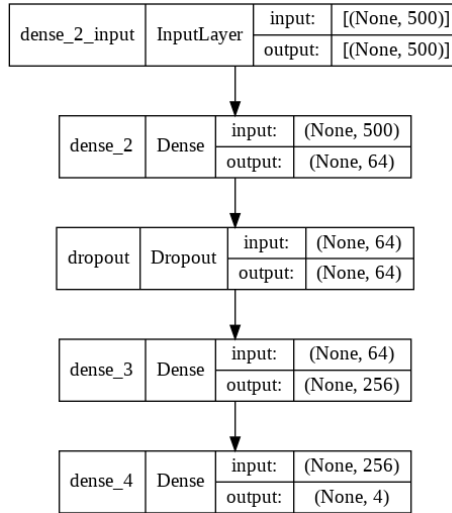 dense_2_input InputLayer input: [(None, 500)]
output: [(None, 500)]
dense_2 Dense input: (None, 500)
output: (None, 64)
dropout Dropout input: (None, 64)
output: (None, 64)
dense_3 Dense input: (None, 64)
output: (None, 256)
dense_4 Dense input: (None, 256)
output: (None, 4)